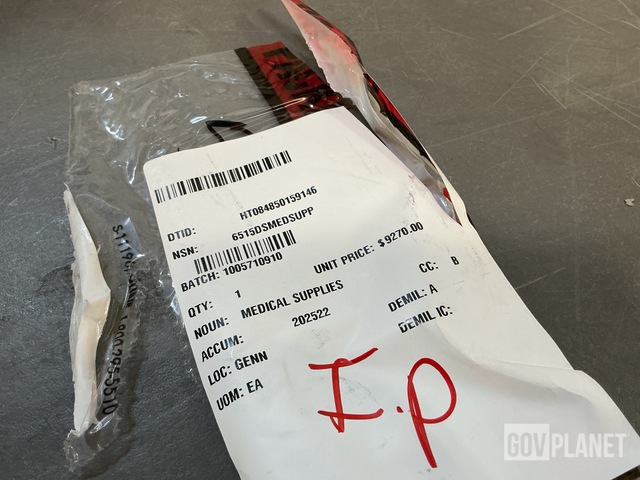 DTID: HT084850159146
NSN: 6515DSMEDSUPP
BATCH: 1005710910
QTY: 1 UNIT PRICE: $9270.00
NOUN: MEDICAL SUPPLIES CC: B
ACCUM: 202522 DEMIL: A
LOC: GENN DEMIL IC:
UOM: EA
I.P
GOVPLANET